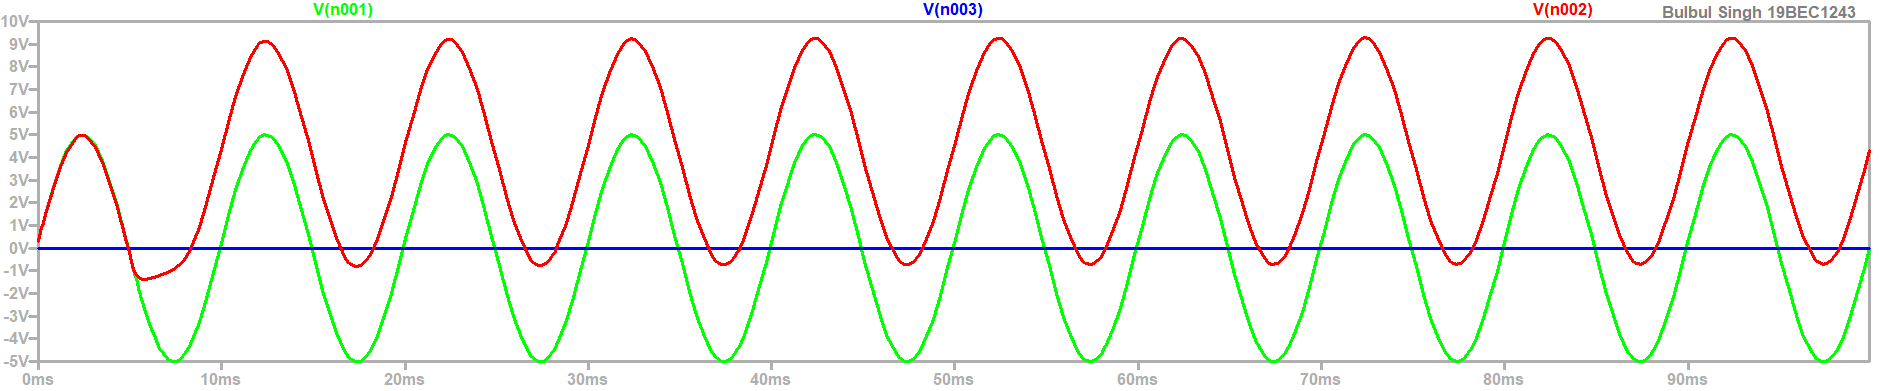 V(n001) V(n003) V(n002) Bulbul Singh 19BEC1243
10V
9V
8V
7V
6V
5V
4V
3V
2V
1V
0V
-1V
-2V
-3V
-4V
-5V
0ms 10ms 20ms 30ms 40ms 50ms 60ms 70ms 80ms 90ms